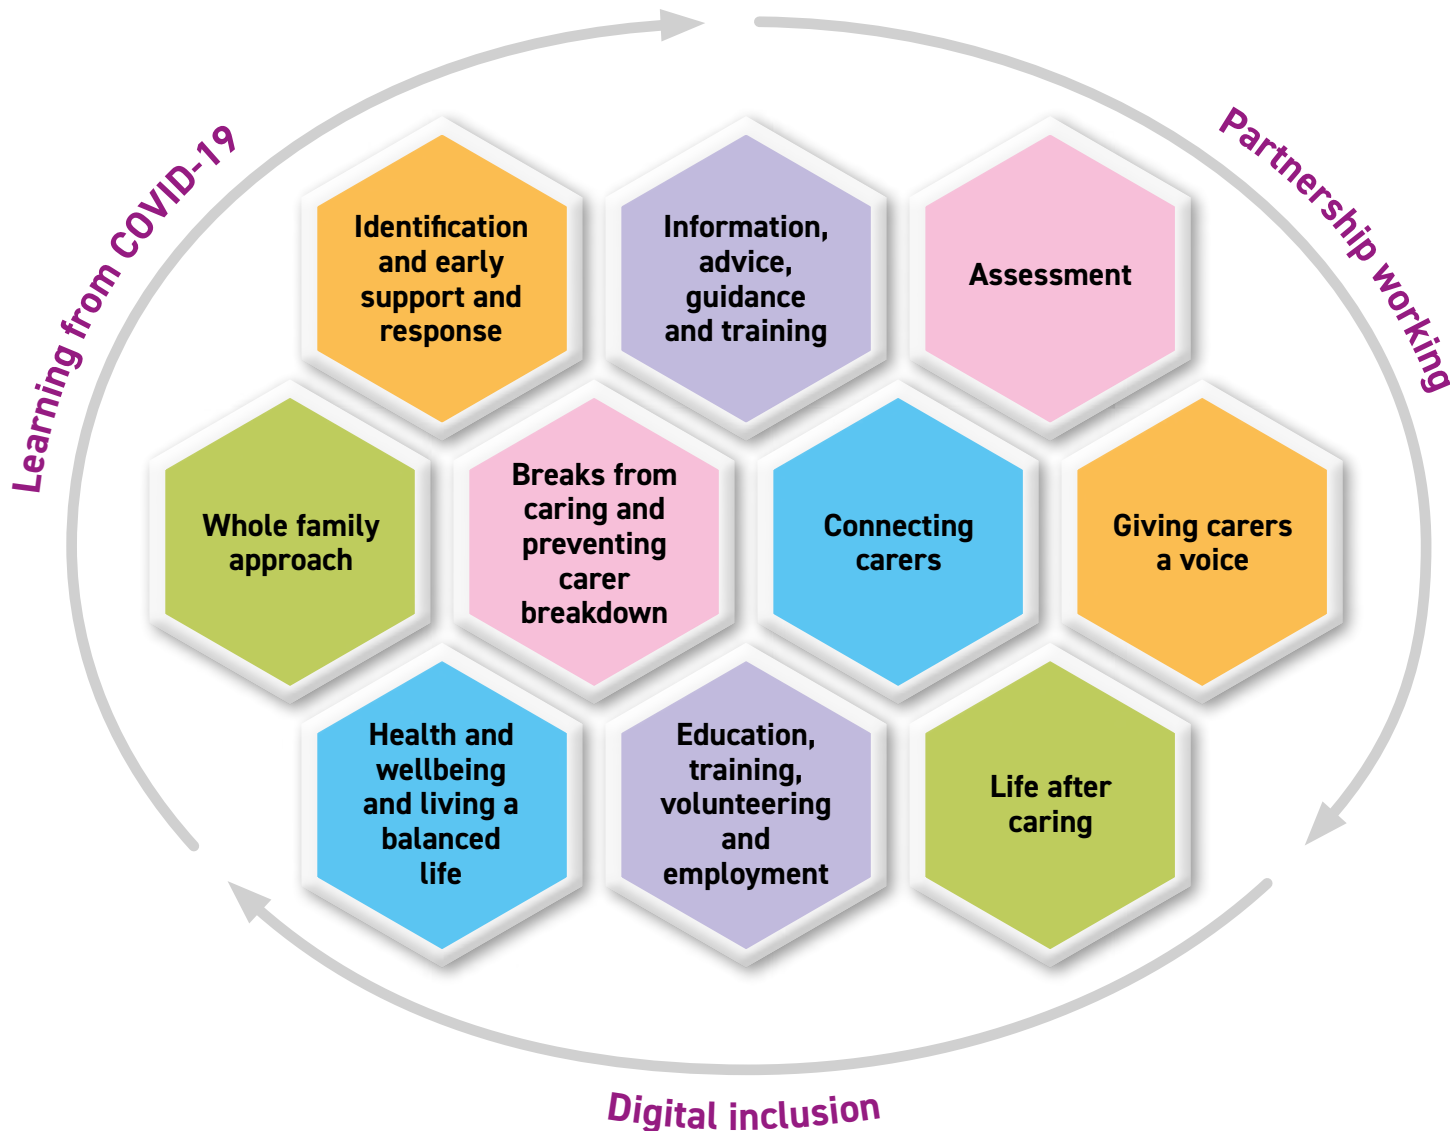 Learning from COVID-19
Partnership working
Identification
and early
support and
response
Information,
advice,
guidance
and training
Assessment
Whole family
approach
Breaks from
caring and
preventing
carer
breakdown
Connecting
carers
Giving carers
a voice
Health and
wellbeing
and living a
balanced
life
Education,
training,
volunteering
and
employment
Life after
caring
Digital inclusion